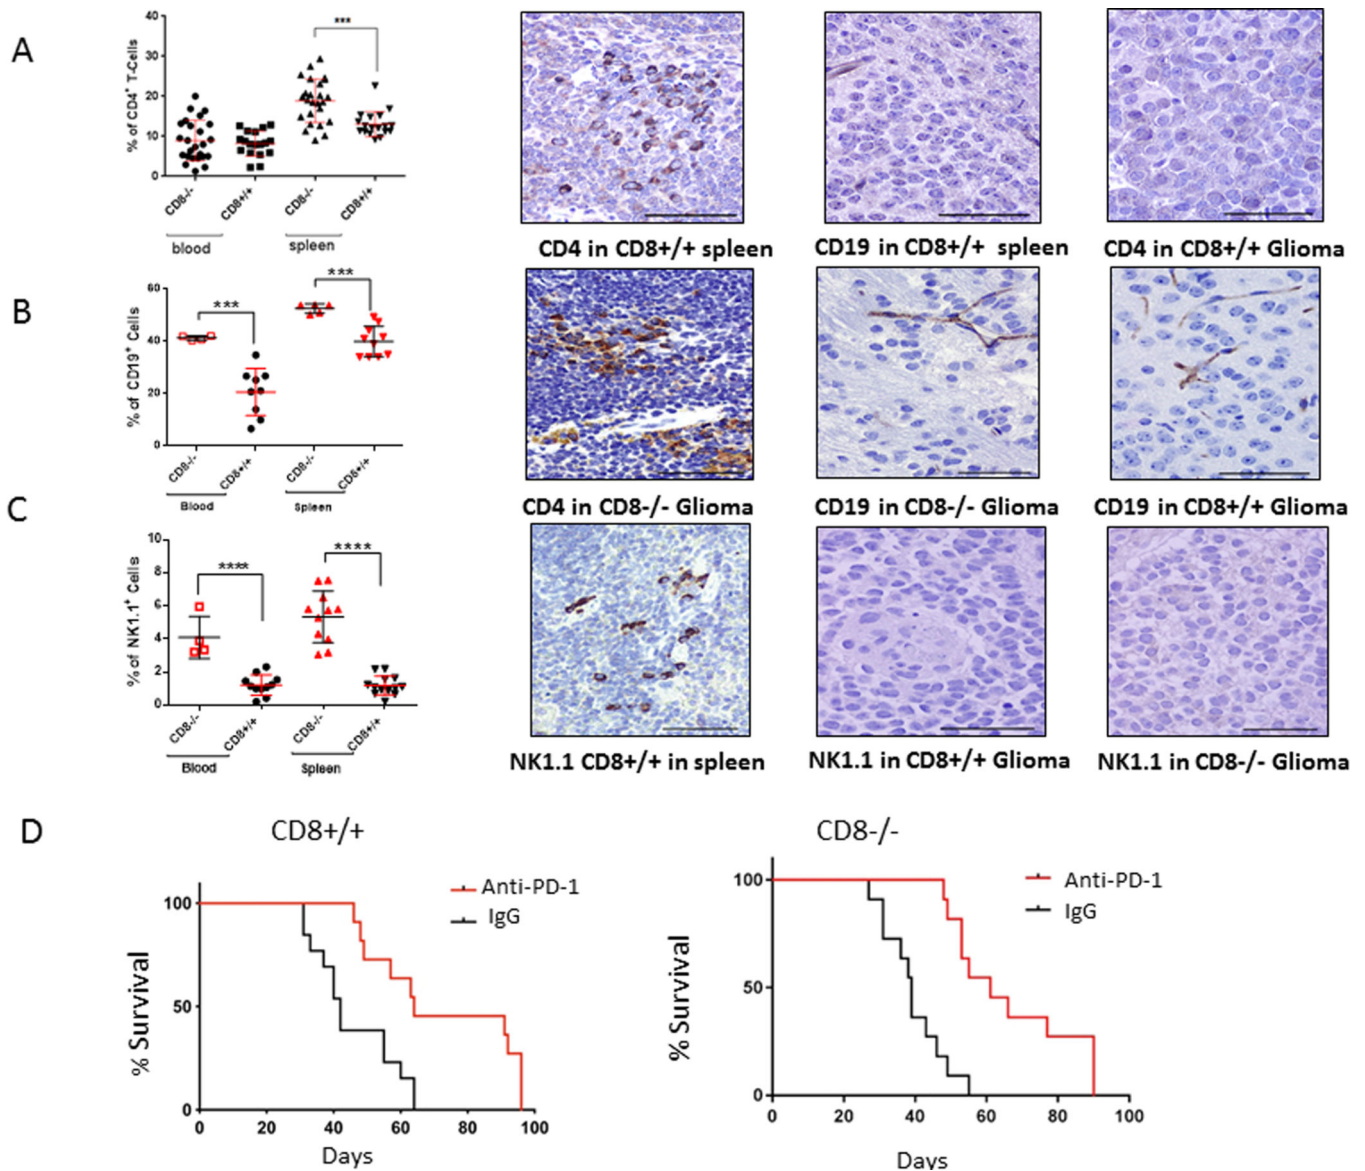 A
% of CD4+ T-Cells
40
30
20
10
0
***
CD8-/-
CD8+/+
CD8-/-
CD8+/+
blood
spleen
CD4 in CD8+/+ spleen
CD19 in CD8+/+ spleen
CD4 in CD8+/+ Glioma
B
% of CD19+ Cells
60
40
20
0
***
***
CD8-/-
CD8+/+
CD8-/-
CD8+/+
Blood
Spleen
CD4 in CD8-/- Glioma
CD19 in CD8-/- Glioma
CD19 in CD8+/+ Glioma
C
% of NK1.1+ Cells
10
8
6
4
2
0
****
****
CD8-/-
CD8+/+
CD8-/-
CD8+/+
Blood
Spleen
NK1.1 CD8+/+ in spleen
NK1.1 in CD8+/+ Glioma
NK1.1 in CD8-/- Glioma
D
CD8+/+
% Survival
100
50
0
0 20 40 60 80 100
Days
Anti-PD-1
IgG
CD8-/-
% Survival
100
50
0
0 20 40 60 80 100
Days
Anti-PD-1
IgG